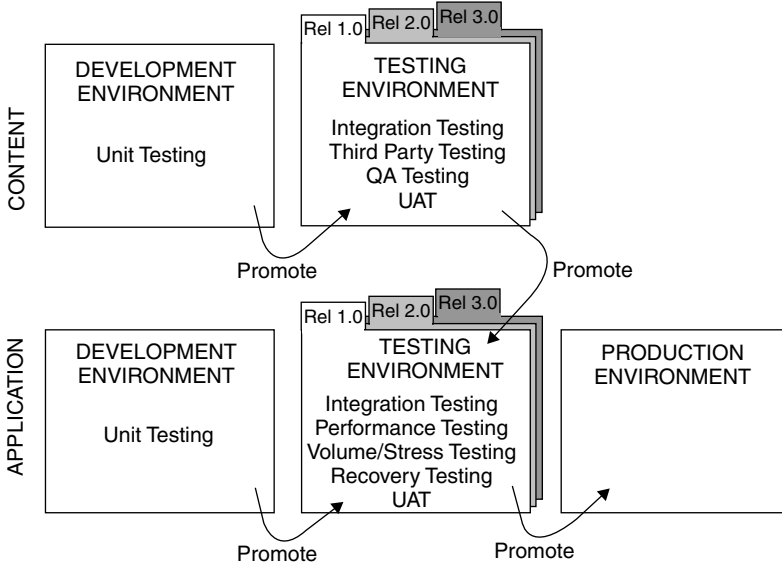 Rel 1.0
Rel 2.0
Rel 3.0
CONTENT
DEVELOPMENT
ENVIRONMENT
Unit Testing
TESTING
ENVIRONMENT
Integration Testing
Third Party Testing
QA Testing
UAT
Promote
Promote
Rel 1.0
Rel 2.0
Rel 3.0
APPLICATION
DEVELOPMENT
ENVIRONMENT
Unit Testing
TESTING
ENVIRONMENT
Integration Testing
Performance Testing
Volume/Stress Testing
Recovery Testing
UAT
PRODUCTION
ENVIRONMENT
Promote
Promote